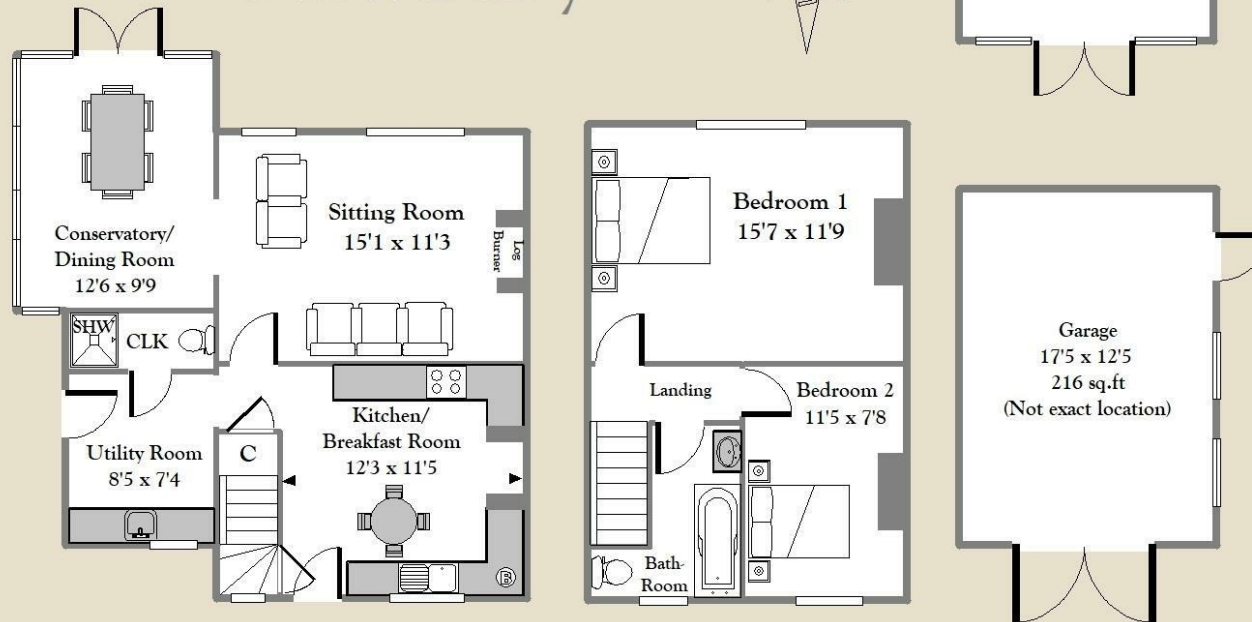 Conservatory/
Dining Room
12'6 x 9'9
Sitting Room
15'1 x 11'3
Log
Burner
SHW
CLK
Utility Room
8'5 x 7'4
C
Kitchen/
Breakfast Room
12'3 x 11'5
B
Bedroom 1
15'7 x 11'9
Landing
Bedroom 2
11'5 x 7'8
Bath-
Room
Garage
17'5 x 12'5
216 sq.ft
(Not exact location)